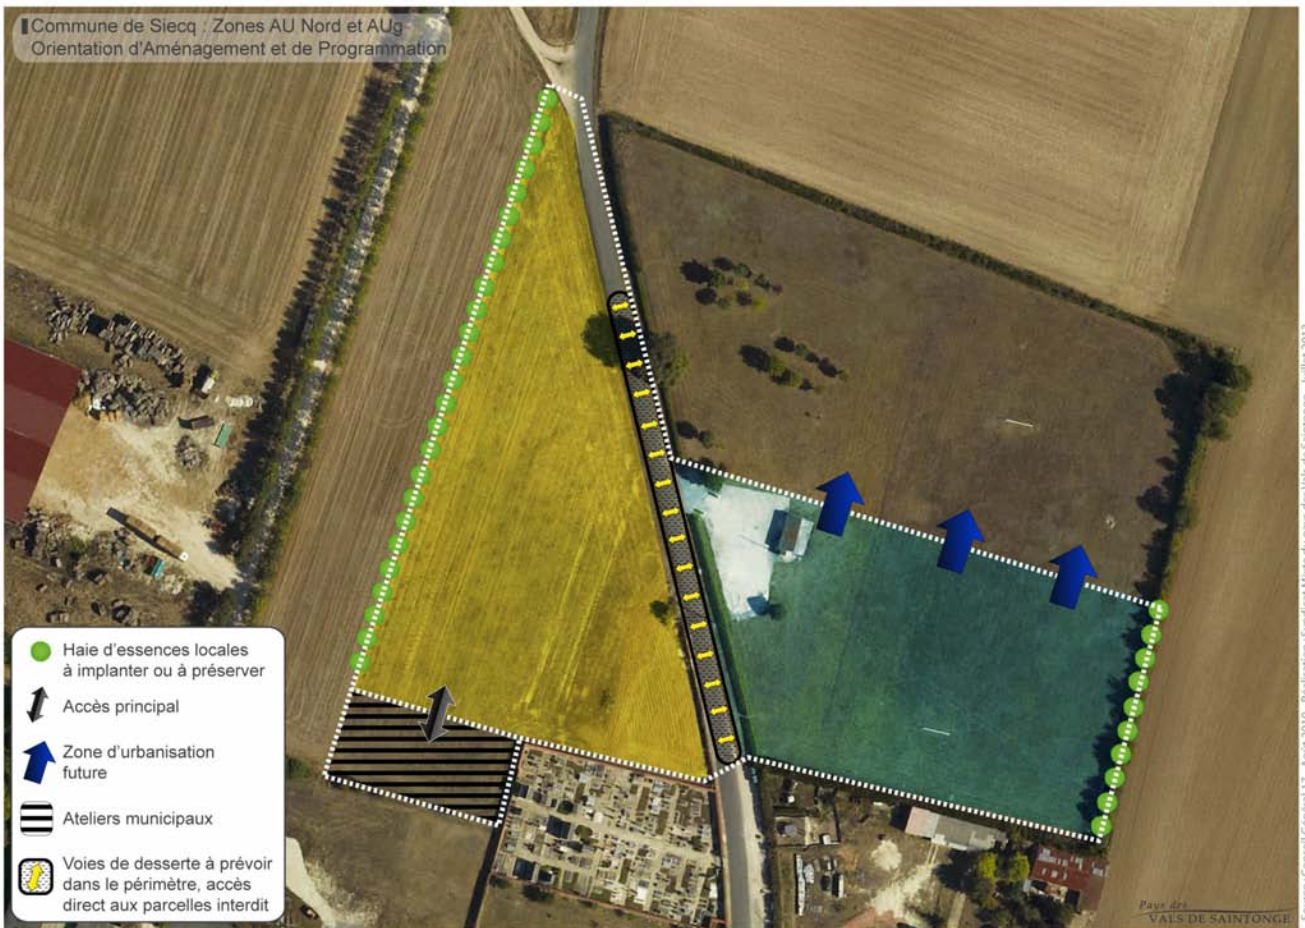 Commune de Siecq : Zones AU Nord et AUg
Orientation d'Aménagement et de Programmation
Haie d'essences locales
à implanter ou à préserver
Accès principal
Zone d'urbanisation
future
Ateliers municipaux
Voies de desserte à prévoir
dans le périmètre, accès
direct aux parcelles interdit
Pays des
VALS DE SAINTONGE